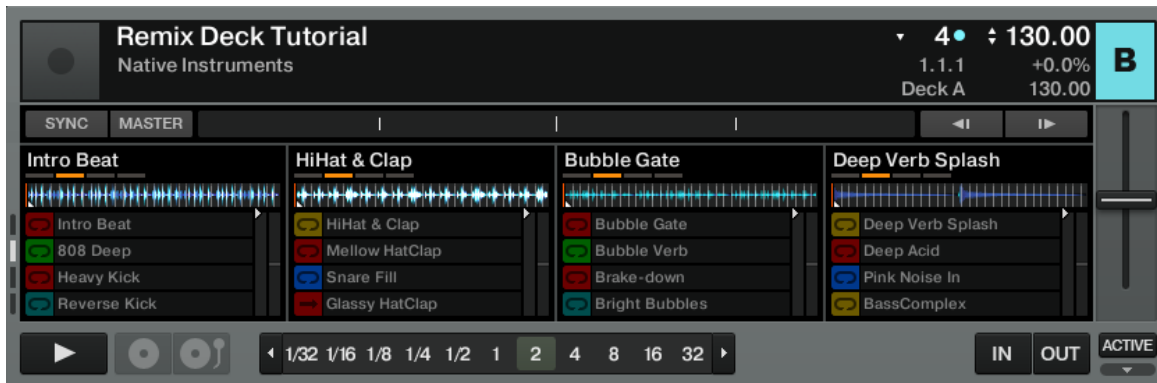 Remix Deck Tutorial 4 130.00
Native Instruments 1.1.1 +0.0%
Deck A 130.00
B
SYNC MASTER
Intro Beat HiHat & Clap Bubble Gate Deep Verb Splash
Intro Beat HiHat & Clap Bubble Gate Deep Verb Splash
808 Deep Mellow HatClap Bubble Verb Deep Acid
Heavy Kick Snare Fill Brake-down Pink Noise In
Reverse Kick Glassy HatClap Bright Bubbles BassComplex
1/32 1/16 1/8 1/4 1/2 1 2 4 8 16 32 IN OUT ACTIVE